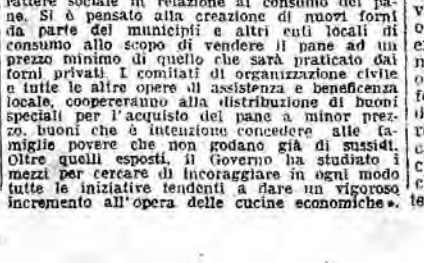 rattere sociale in relazione al consumo del pa-
ne. Si è pensato alla creazione di nuovi forni
da parte dei municipi e altri enti locali di
consumo allo scopo di vendere il pane ad un
prezzo minimo di quello che sarà praticato dai
forni privati. I comitati di organizzazione civile
e tutte le altre opere di assistenza e beneficenza
locale, coopereranno alla distribuzione di buoni
speciali per l'acquisto del pane a minor prez-
zo, buoni che è intenzione concedere alle fa-
miglie povere che non godano già di sussidi.
Oltre quelli esposti, il Governo ha studiato i
mezzi per cercare di incoraggiare in ogni modo
tutte le iniziative tendenti a dare un vigoroso
incremento all'opera delle cucine economiche».